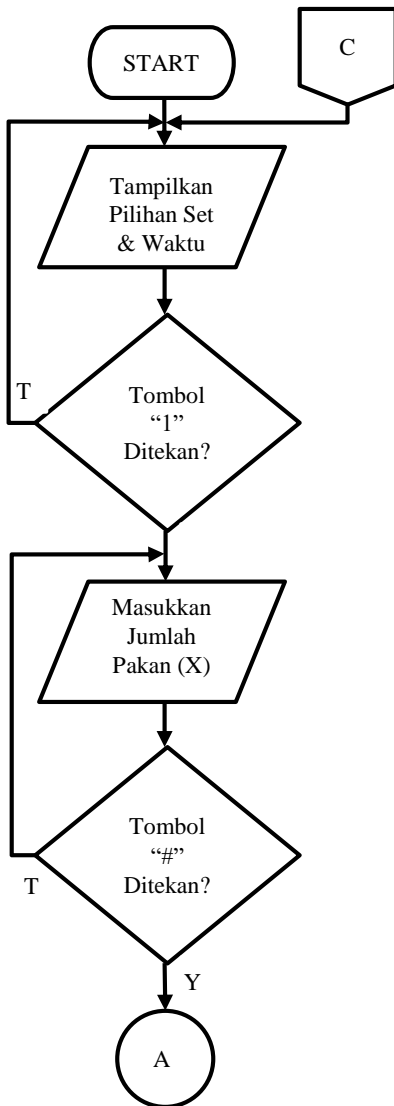 START
C
Tampilkan
Pilihan Set
& Waktu
T
Tombol
“1”
Ditekan?
Masukkan
Jumlah
Pakan (X)
Tombol
“#”
Ditekan?
T
Y
A